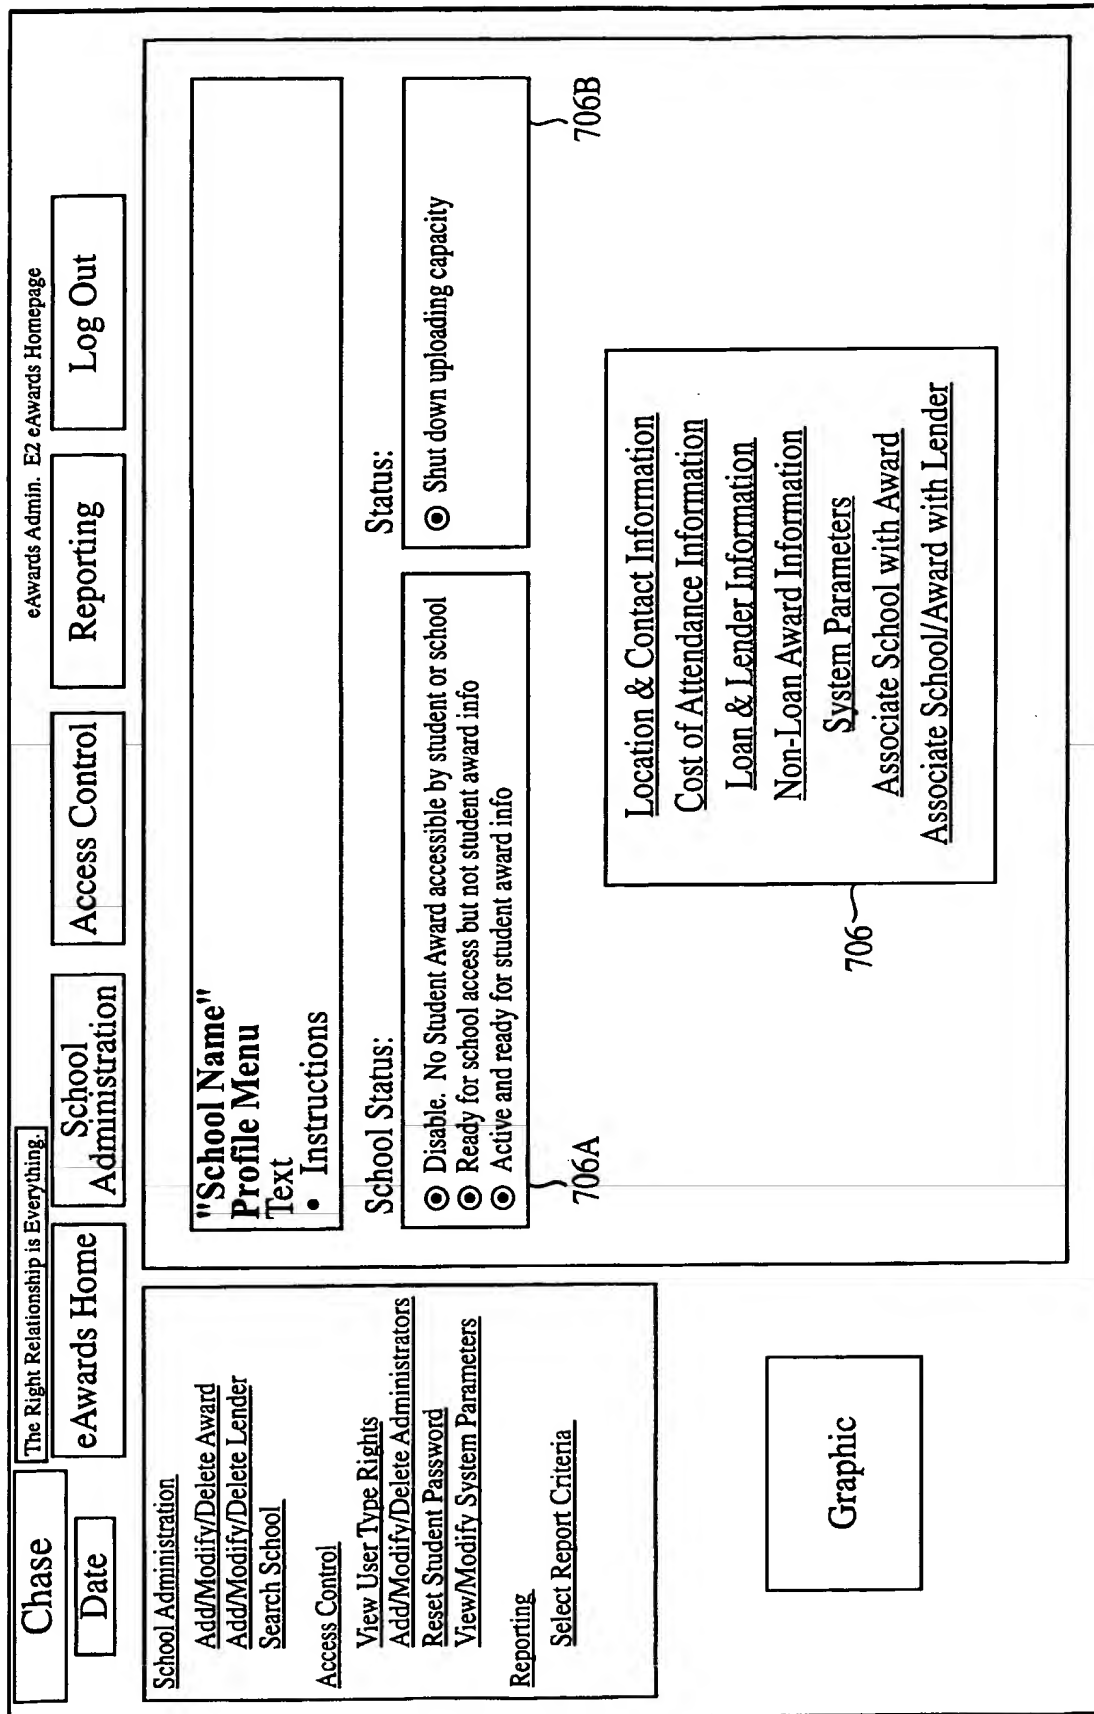 eAwards Admin.  E2 eAwards Homepage
Chase
The Right Relationship is Everything.
Date
eAwards Home
School
Administration
Access Control
Reporting
Log Out
School Administration
Add/Modify/Delete Award
Add/Modify/Delete Lender
Search School
Access Control
View User Type Rights
Add/Modify/Delete Administrators
Reset Student Password
View/Modify System Parameters
Reporting
Select Report Criteria
Graphic
"School Name"
Profile Menu
Text
• Instructions
School Status:
Disable.  No Student Award accessible by student or school
Ready for school access but not student award info
Active and ready for student award info
706A
Status:
Shut down uploading capacity
706B
Location & Contact Information
Cost of Attendance Information
Loan & Lender Information
Non-Loan Award Information
System Parameters
Associate School with Award
Associate School/Award with Lender
706